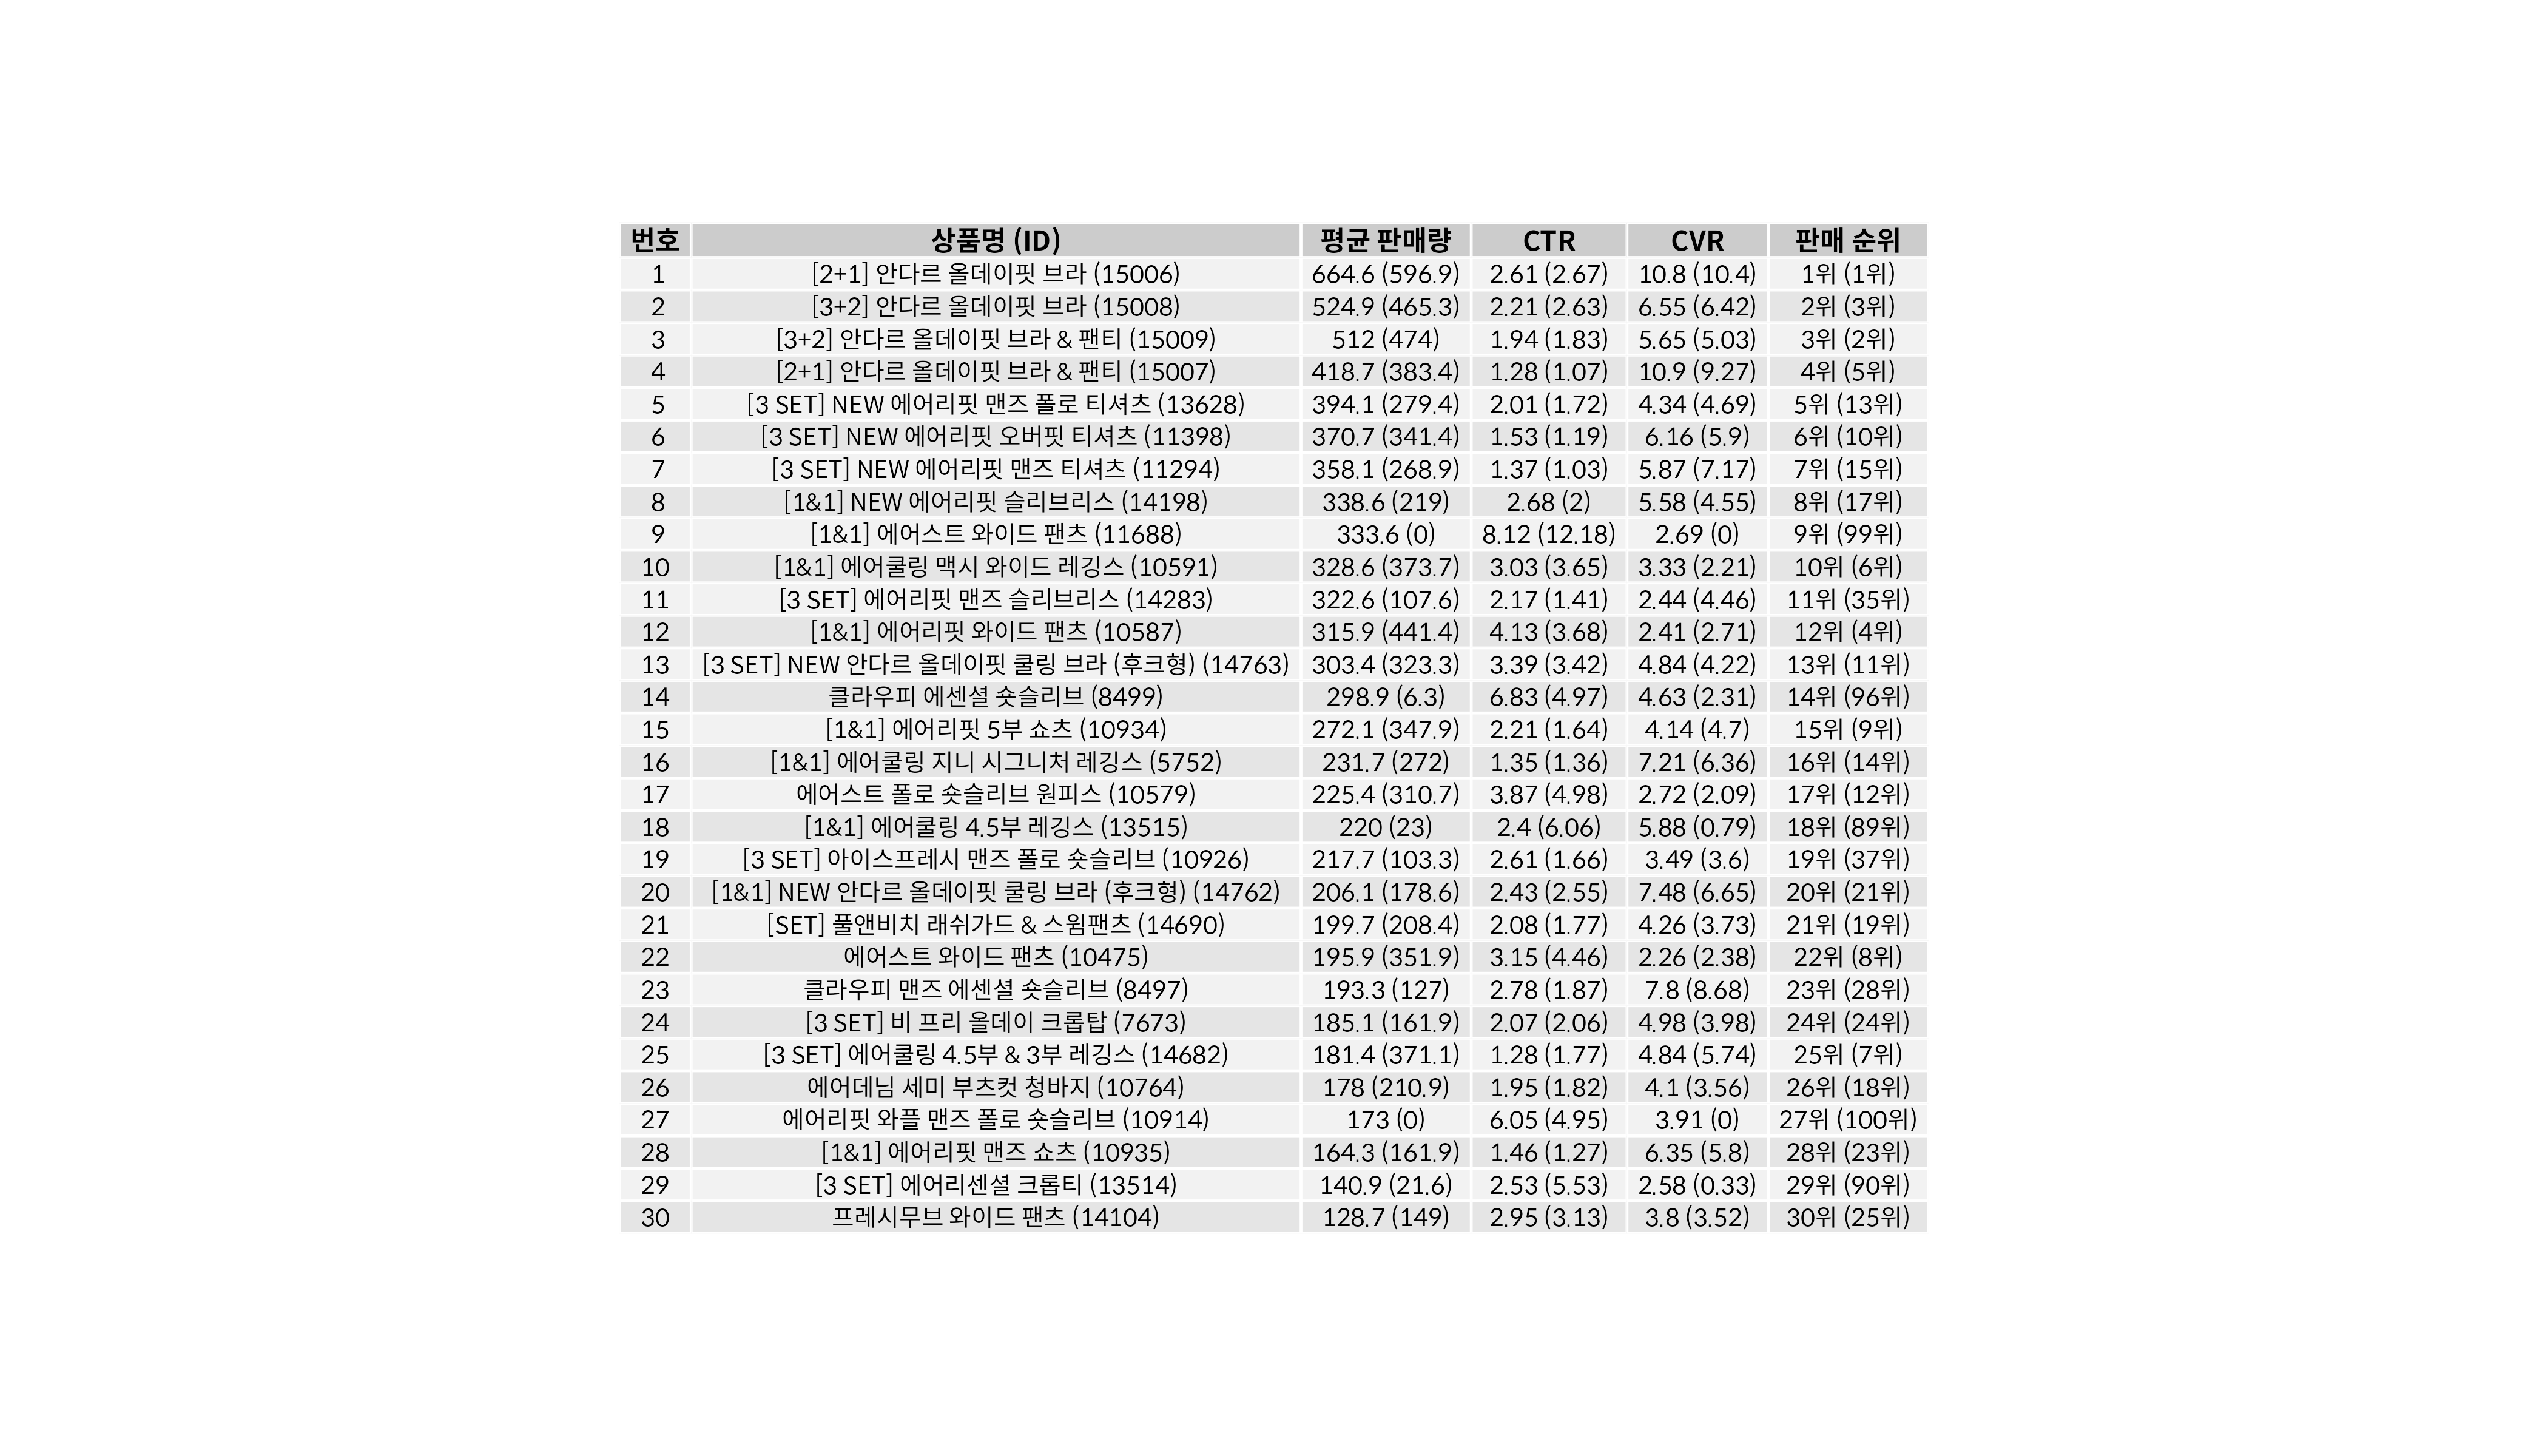 번호 상품명 (ID) 평균 판매량 CTR CVR 판매 순위
1 [2+1] 안다르 올데이핏 브라 (15006) 664.6 (596.9) 2.61 (2.67) 10.8 (10.4) 1위 (1위)
2 [3+2] 안다르 올데이핏 브라 (15008) 524.9 (465.3) 2.21 (2.63) 6.55 (6.42) 2위 (3위)
3 [3+2] 안다르 올데이핏 브라 & 팬티 (15009) 512 (474) 1.94 (1.83) 5.65 (5.03) 3위 (2위)
4 [2+1] 안다르 올데이핏 브라 & 팬티 (15007) 418.7 (383.4) 1.28 (1.07) 10.9 (9.27) 4위 (5위)
5 [3 SET] NEW 에어리핏 맨즈 폴로 티셔츠 (13628) 394.1 (279.4) 2.01 (1.72) 4.34 (4.69) 5위 (13위)
6 [3 SET] NEW 에어리핏 오버핏 티셔츠 (11398) 370.7 (341.4) 1.53 (1.19) 6.16 (5.9) 6위 (10위)
7 [3 SET] NEW 에어리핏 맨즈 티셔츠 (11294) 358.1 (268.9) 1.37 (1.03) 5.87 (7.17) 7위 (15위)
8 [1&1] NEW 에어리핏 슬리브리스 (14198) 338.6 (219) 2.68 (2) 5.58 (4.55) 8위 (17위)
9 [1&1] 에어스트 와이드 팬츠 (11688) 333.6 (0) 8.12 (12.18) 2.69 (0) 9위 (99위)
10 [1&1] 에어쿨링 맥시 와이드 레깅스 (10591) 328.6 (373.7) 3.03 (3.65) 3.33 (2.21) 10위 (6위)
11 [3 SET] 에어리핏 맨즈 슬리브리스 (14283) 322.6 (107.6) 2.17 (1.41) 2.44 (4.46) 11위 (35위)
12 [1&1] 에어리핏 와이드 팬츠 (10587) 315.9 (441.4) 4.13 (3.68) 2.41 (2.71) 12위 (4위)
13 [3 SET] NEW 안다르 올데이핏 쿨링 브라 (후크형) (14763) 303.4 (323.3) 3.39 (3.42) 4.84 (4.22) 13위 (11위)
14 클라우피 에센셜 숏슬리브 (8499) 298.9 (6.3) 6.83 (4.97) 4.63 (2.31) 14위 (96위)
15 [1&1] 에어리핏 5부 쇼츠 (10934) 272.1 (347.9) 2.21 (1.64) 4.14 (4.7) 15위 (9위)
16 [1&1] 에어쿨링 지니 시그니처 레깅스 (5752) 231.7 (272) 1.35 (1.36) 7.21 (6.36) 16위 (14위)
17 에어스트 폴로 숏슬리브 원피스 (10579) 225.4 (310.7) 3.87 (4.98) 2.72 (2.09) 17위 (12위)
18 [1&1] 에어쿨링 4.5부 레깅스 (13515) 220 (23) 2.4 (6.06) 5.88 (0.79) 18위 (89위)
19 [3 SET] 아이스프레시 맨즈 폴로 숏슬리브 (10926) 217.7 (103.3) 2.61 (1.66) 3.49 (3.6) 19위 (37위)
20 [1&1] NEW 안다르 올데이핏 쿨링 브라 (후크형) (14762) 206.1 (178.6) 2.43 (2.55) 7.48 (6.65) 20위 (21위)
21 [SET] 풀앤비치 래쉬가드 & 스윔팬츠 (14690) 199.7 (208.4) 2.08 (1.77) 4.26 (3.73) 21위 (19위)
22 에어스트 와이드 팬츠 (10475) 195.9 (351.9) 3.15 (4.46) 2.26 (2.38) 22위 (8위)
23 클라우피 맨즈 에센셜 숏슬리브 (8497) 193.3 (127) 2.78 (1.87) 7.8 (8.68) 23위 (28위)
24 [3 SET] 비 프리 올데이 크롭탑 (7673) 185.1 (161.9) 2.07 (2.06) 4.98 (3.98) 24위 (24위)
25 [3 SET] 에어쿨링 4.5부 & 3부 레깅스 (14682) 181.4 (371.1) 1.28 (1.77) 4.84 (5.74) 25위 (7위)
26 에어데님 세미 부츠컷 청바지 (10764) 178 (210.9) 1.95 (1.82) 4.1 (3.56) 26위 (18위)
27 에어리핏 와플 맨즈 폴로 숏슬리브 (10914) 173 (0) 6.05 (4.95) 3.91 (0) 27위 (100위)
28 [1&1] 에어리핏 맨즈 쇼츠 (10935) 164.3 (161.9) 1.46 (1.27) 6.35 (5.8) 28위 (23위)
29 [3 SET] 에어리센셜 크롭티 (13514) 140.9 (21.6) 2.53 (5.53) 2.58 (0.33) 29위 (90위)
30 프레시무브 와이드 팬츠 (14104) 128.7 (149) 2.95 (3.13) 3.8 (3.52) 30위 (25위)